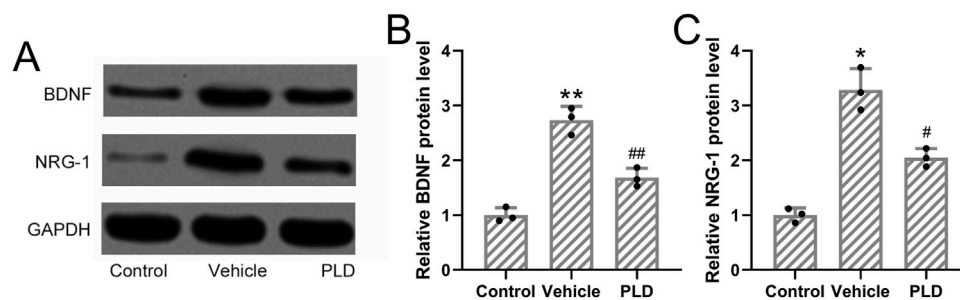 A
BDNF
NRG-1
GAPDH
Control Vehicle PLD
B
Relative BDNF protein level
4
3
2
1
0
**
##
Control Vehicle PLD
C
Relative NRG-1 protein level
4
3
2
1
0
*
#
Control Vehicle PLD